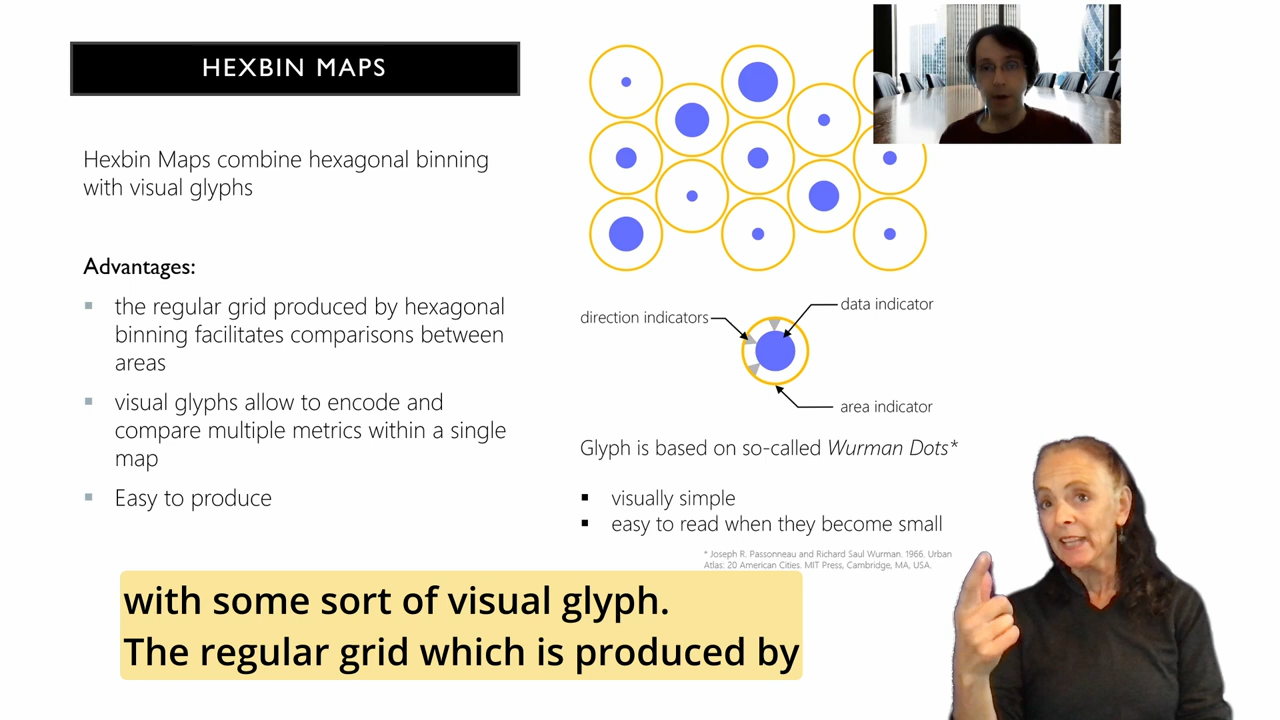 HEXBIN MAPS
Hexbin Maps combine hexagonal binning
with visual glyphs
Advantages:
the regular grid produced by hexagonal
binning facilitates comparisons between
areas
visual glyphs allow to encode and
compare multiple metrics within a single
map
Easy to produce
direction indicators
data indicator
area indicator
Glyph is based on so-called Wurman Dots*
visually simple
easy to read when they become small
* Joseph R. Passonneau and Richard Saul Wurman. 1966. Urban
Atlas: 20 American Cities. MIT Press, Cambridge, MA, USA.
with some sort of visual glyph.
The regular grid which is produced by